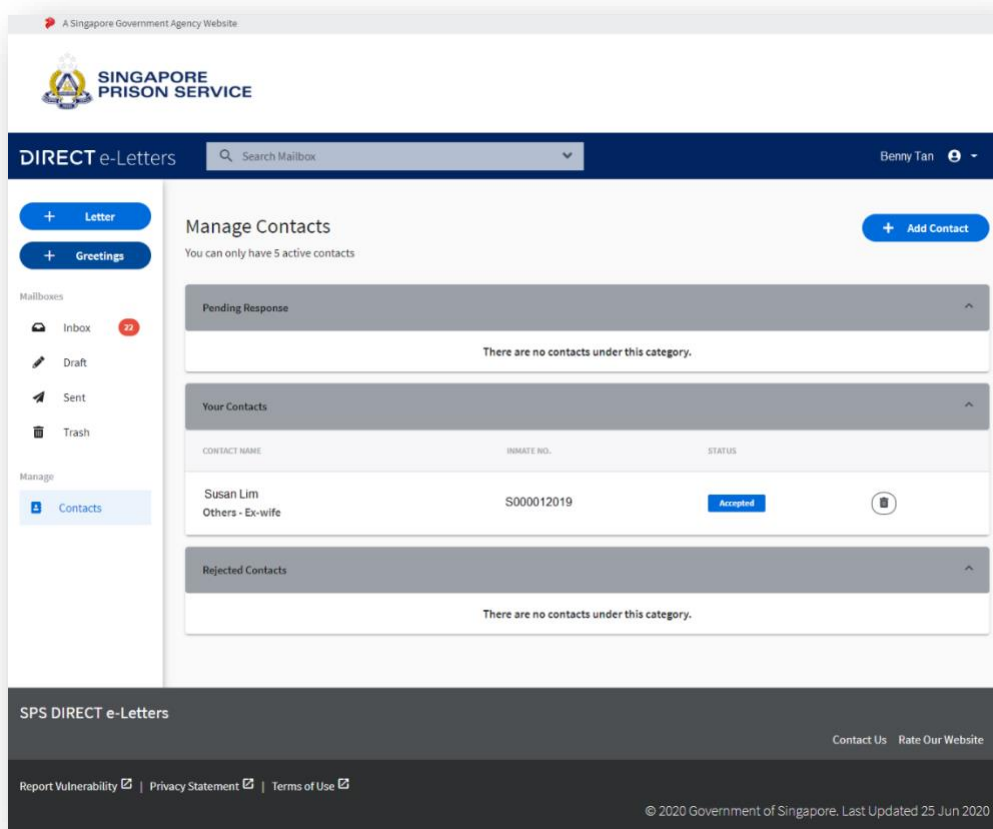 A Singapore Government Agency Website
SINGAPORE
PRISON SERVICE
DIRECT e-Letters
Search Mailbox
Benny Tan
+ Letter
+ Greetings
Mailboxes
Inbox 22
Draft
Sent
Trash
Manage
Contacts
Manage Contacts
+ Add Contact
You can only have 5 active contacts
Pending Response
There are no contacts under this category.
Your Contacts
CONTACT NAME INMATE NO. STATUS
Susan Lim
Others - Ex-wife
S000012019
Accepted
Rejected Contacts
There are no contacts under this category.
SPS DIRECT e-Letters
Contact Us Rate Our Website
Report Vulnerability | Privacy Statement | Terms of Use
© 2020 Government of Singapore. Last Updated 25 Jun 2020